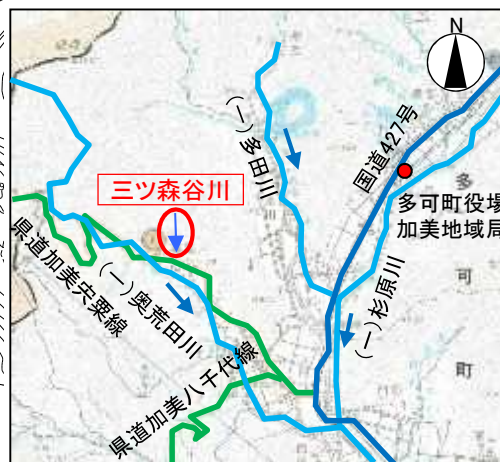 N
(一)多田川
国道427号
三ツ森谷川
多可町役場
加美地域局
多
可
町
県道加美宍粟線
(一)奥荒田川
(一)杉原川
県道加美八千代線